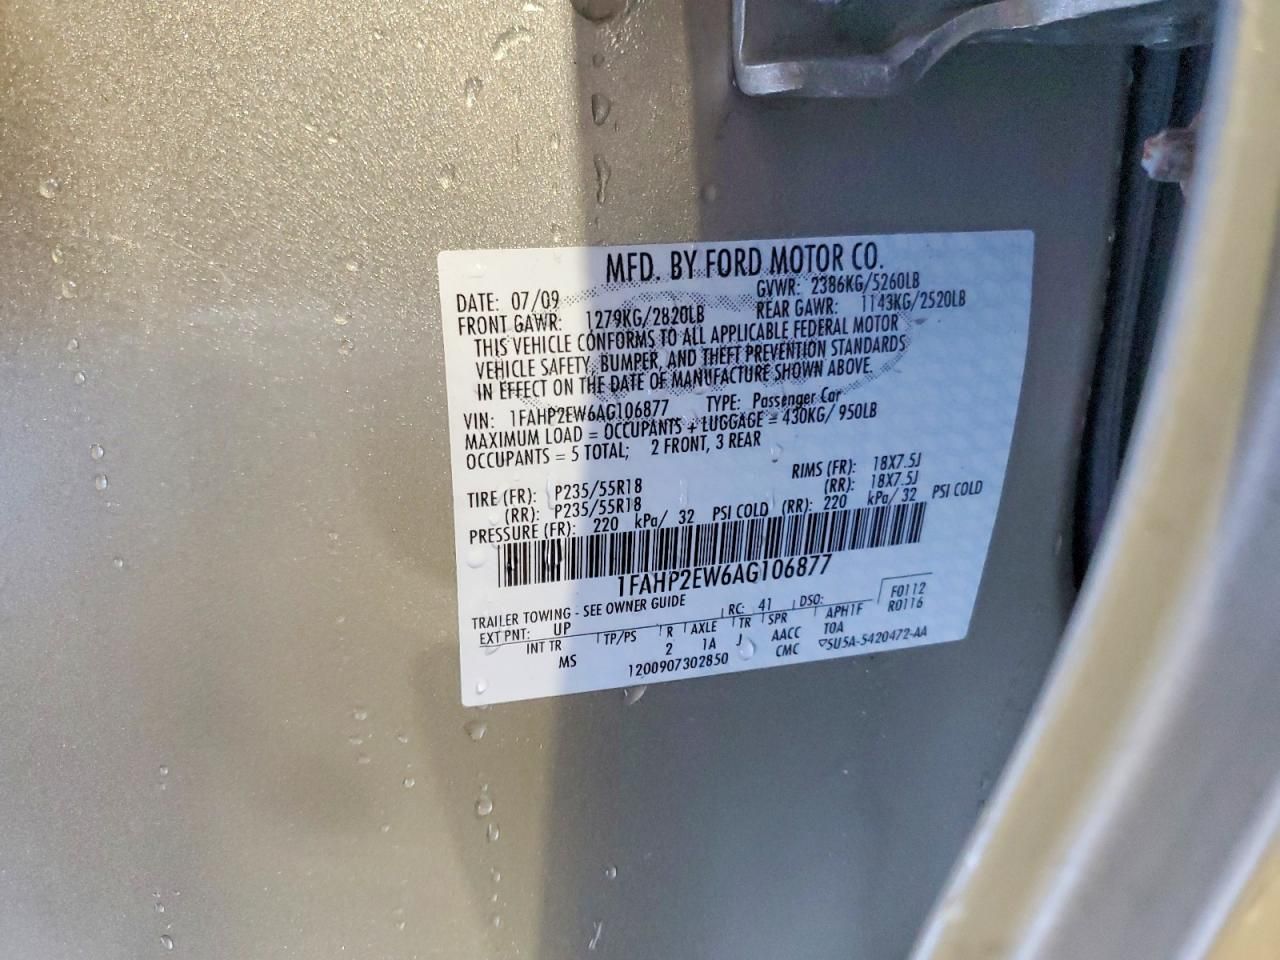 MFD. BY FORD MOTOR CO.
DATE: 07/09 GVWR: 2386KG/5260LB
FRONT GAWR: 1279KG/2820LB REAR GAWR: 1143KG/2520LB
THIS VEHICLE CONFORMS TO ALL APPLICABLE FEDERAL MOTOR
VEHICLE SAFETY, BUMPER, AND THEFT PREVENTION STANDARDS
IN EFFECT ON THE DATE OF MANUFACTURE SHOWN ABOVE.
VIN: 1FAHP2EW6AG106877 TYPE: Passenger Car
MAXIMUM LOAD = OCCUPANTS + LUGGAGE = 430KG/ 950LB
OCCUPANTS = 5 TOTAL; 2 FRONT, 3 REAR
TIRE (FR): P235/55R18 RIMS (FR): 18X7.5J
(RR): P235/55R18 (RR): 18X7.5J
PRESSURE (FR): 220 kPa/ 32 PSI COLD (RR): 220 kPa/ 32 PSI COLD
1FAHP2EW6AG106877
TRAILER TOWING - SEE OWNER GUIDE
EXT PNT: UP RC: 41 DSO: F0112
INT TR TP/PS R AXLE TR SPR APH1F R0116
MS 2 1A J AACC TOA
1200907302850 CMC ▽5U5A-5420472-AA